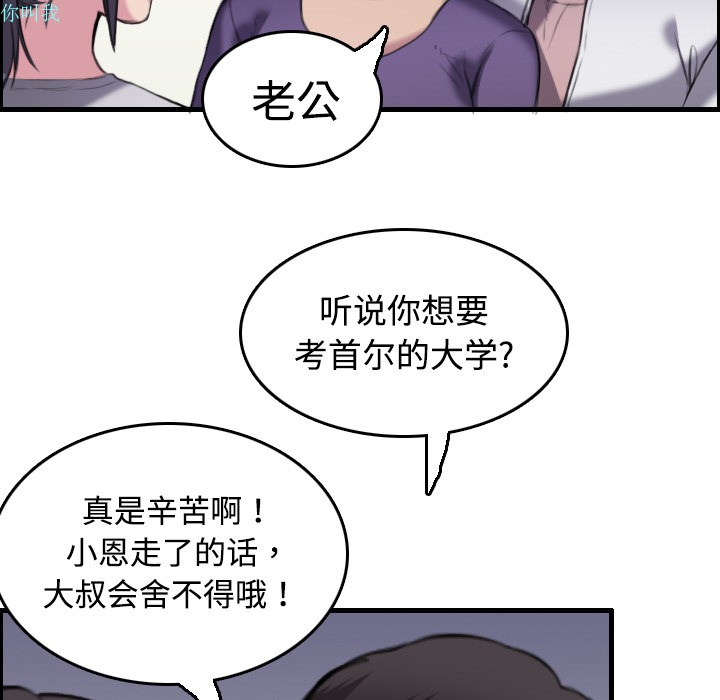 你叫我
老公
听说你想要
考首尔的大学?
真是辛苦啊！
小恩走了的话，
大叔会舍不得哦！